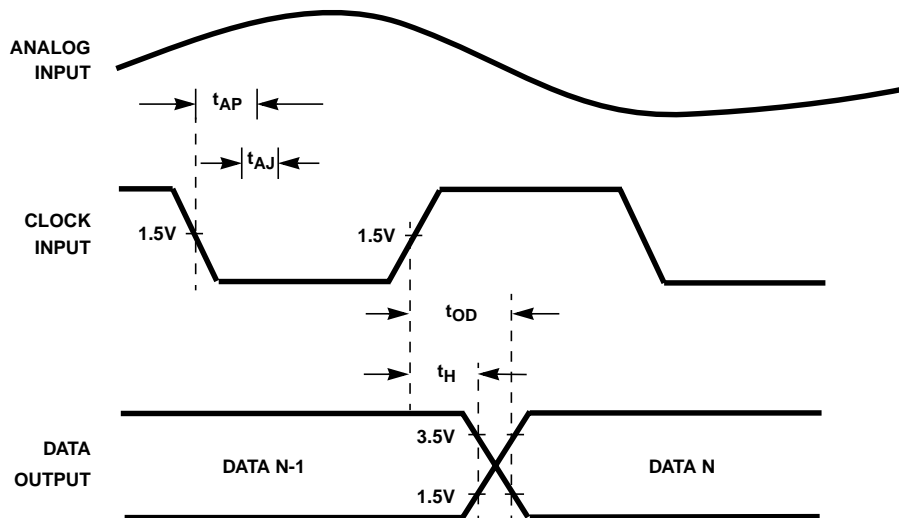 ANALOG
INPUT
tAP
tAJ
CLOCK
INPUT
1.5V
1.5V
tOD
tH
DATA
OUTPUT
DATA N-1
3.5V
1.5V
DATA N